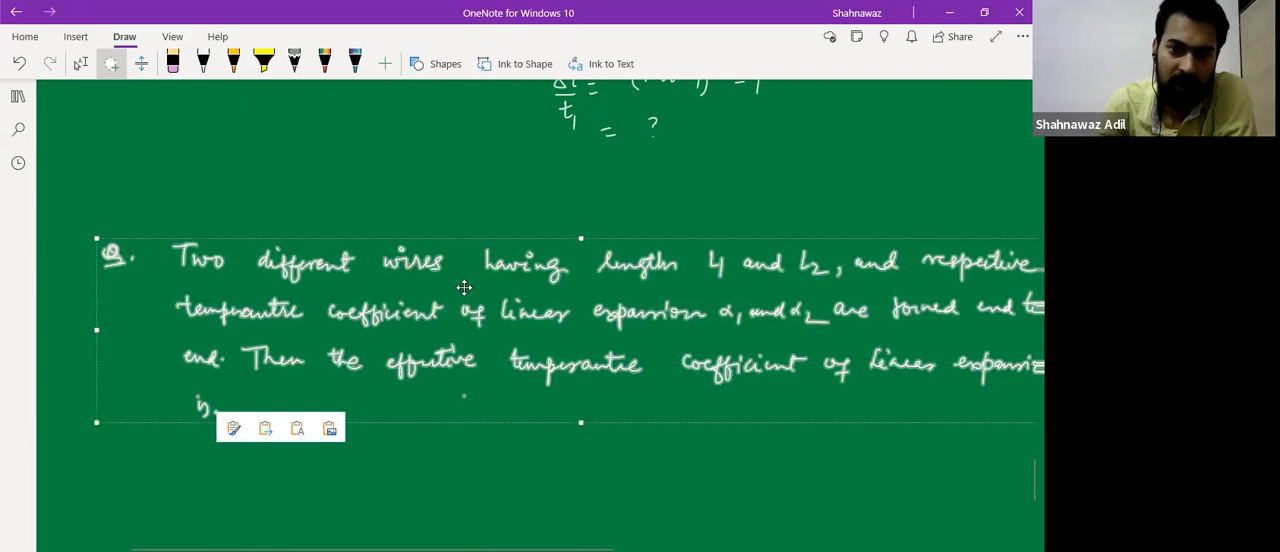 OneNote for Windows 10
Shahnawaz
Home Insert Draw View Help
Share
Shapes Ink to Shape Ink to Text
Shahnawaz Adil
t1
= ?
Q. Two different wires having lengths L1 and L2, and respective
temperature coefficient of linear expansion α1 and α2 are joined end to
end. Then the effective temperature coefficient of linear expansi
is.